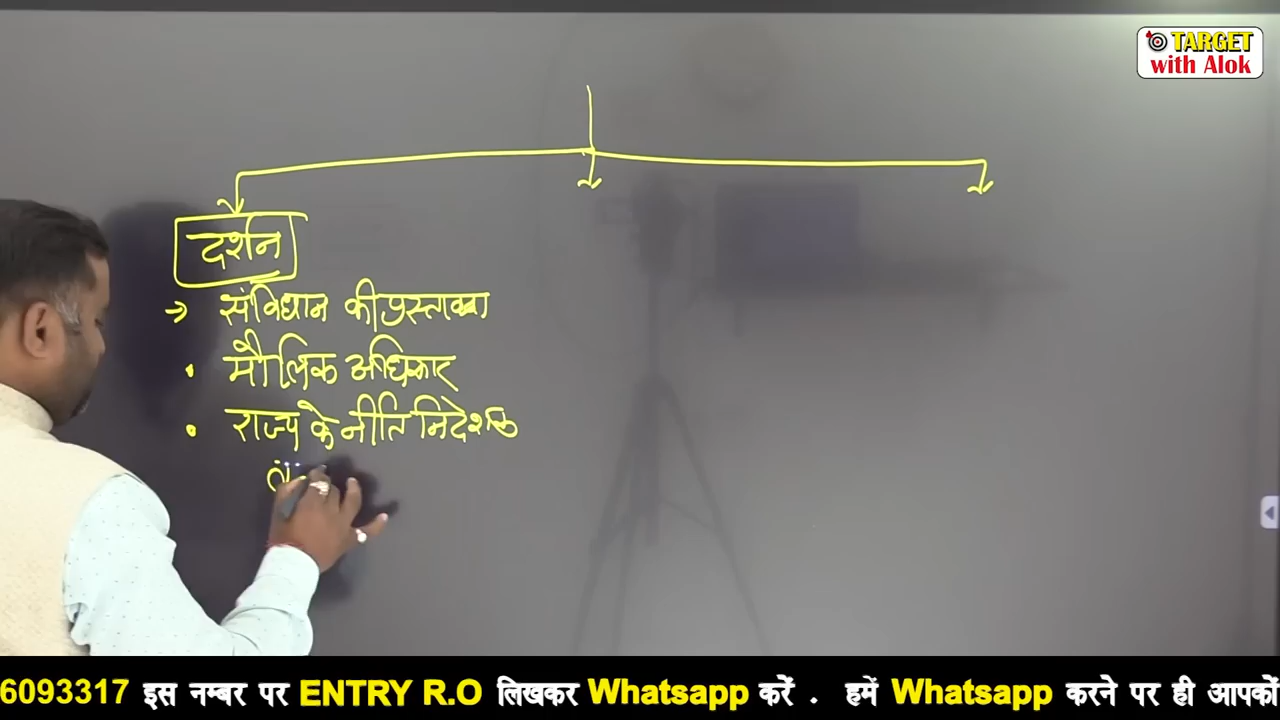 TARGET
with Alok
दर्शन
→ संविधान की प्रस्तावना
• मौलिक अधिकार
• राज्य के नीति निदेशक
6093317 इस नम्बर पर ENTRY R.O लिखकर Whatsapp करें . हमें Whatsapp करने पर ही आपकों